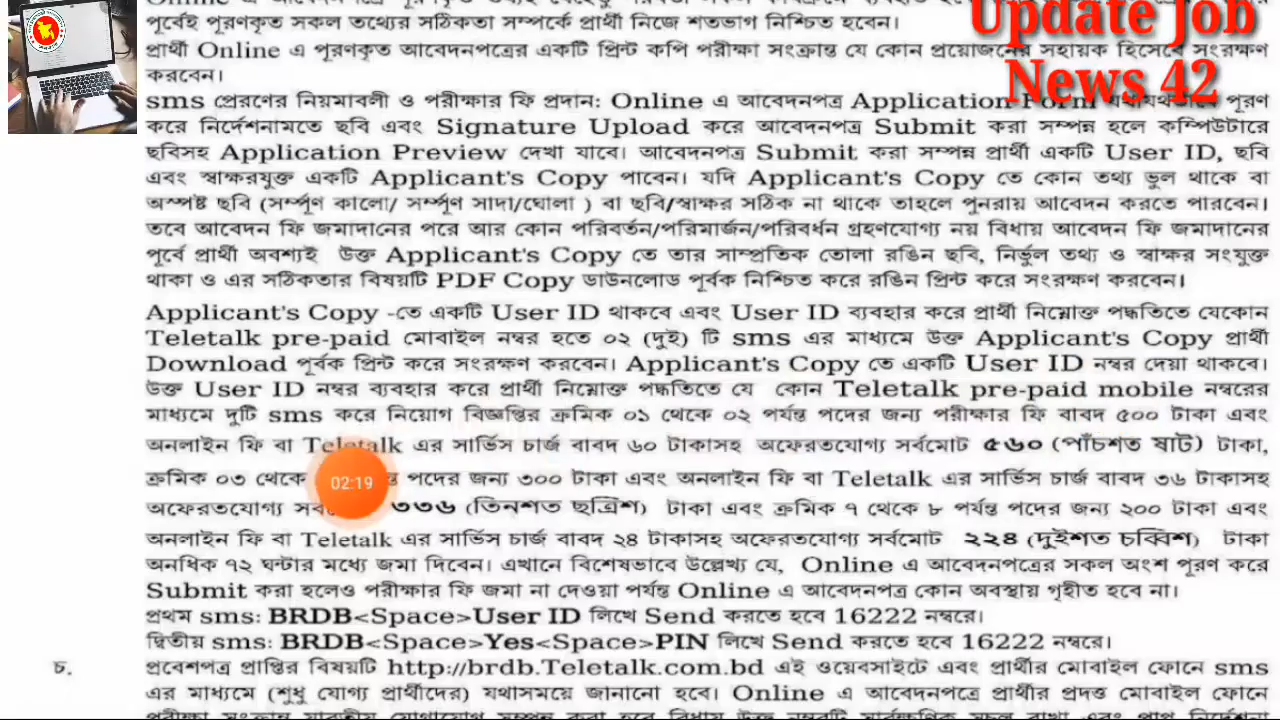 Update Job
News 42
পূর্বেই পূরণকৃত সকল তথ্যের সঠিকতা সম্পর্কে প্রার্থী নিজে শতভাগ নিশ্চিত হবেন।
প্রার্থী Online এ পূরণকৃত আবেদনপত্রের একটি প্রিন্ট কপি পরীক্ষা সংক্রান্ত যে কোন প্রয়োজনের সহায়ক হিসেবে সংরক্ষণ
করবেন।
sms প্রেরণের নিয়মাবলী ও পরীক্ষার ফি প্রদান: Online এ আবেদনপত্র Application Form যথাযথভাবে পূরণ
করে নির্দেশনামতে ছবি এবং Signature Upload করে আবেদনপত্র Submit করা সম্পন্ন হলে কম্পিউটারে
ছবিসহ Application Preview দেখা যাবে। আবেদনপত্র Submit করা সম্পন্ন প্রার্থী একটি User ID, ছবি
এবং স্বাক্ষরযুক্ত একটি Applicant's Copy পাবেন। যদি Applicant's Copy তে কোন তথ্য ভুল থাকে বা
অস্পষ্ট ছবি (সম্পূর্ণ কালো/ সম্পূর্ণ সাদা/ঘোলা ) বা ছবি/স্বাক্ষর সঠিক না থাকে তাহলে পুনরায় আবেদন করতে পারবেন।
তবে আবেদন ফি জমাদানের পরে আর কোন পরিবর্তন/পরিমার্জন/পরিবর্ধন গ্রহণযোগ্য নয় বিধায় আবেদন ফি জমাদানের
পূর্বে প্রার্থী অবশ্যই উক্ত Applicant's Copy তে তার সাম্প্রতিক তোলা রঙিন ছবি, নির্ভুল তথ্য ও স্বাক্ষর সংযুক্ত
থাকা ও এর সঠিকতার বিষয়টি PDF Copy ডাউনলোড পূর্বক নিশ্চিত করে রঙিন প্রিন্ট করে সংরক্ষণ করবেন।
Applicant's Copy -তে একটি User ID থাকবে এবং User ID ব্যবহার করে প্রার্থী নিম্নোক্ত পদ্ধতিতে যেকোন
Teletalk pre-paid মোবাইল নম্বর হতে ০২ (দুই) টি sms এর মাধ্যমে উক্ত Applicant's Copy প্রার্থী
Download পূর্বক প্রিন্ট করে সংরক্ষণ করবেন। Applicant's Copy তে একটি User ID নম্বর দেয়া থাকবে।
উক্ত User ID নম্বর ব্যবহার করে প্রার্থী নিম্নোক্ত পদ্ধতিতে যে কোন Teletalk pre-paid mobile নম্বরের
মাধ্যমে দুটি sms করে নিয়োগ বিজ্ঞপ্তির ক্রমিক ০১ থেকে ০২ পর্যন্ত পদের জন্য পরীক্ষার ফি বাবদ ৫০০ টাকা এবং
অনলাইন ফি বা Teletalk এর সার্ভিস চার্জ বাবদ ৬০ টাকাসহ অফেরতযোগ্য সর্বমোট ৫৬০ (পাঁচশত ষাট) টাকা,
ক্রমিক ০৩ থেকে পদের জন্য ৩০০ টাকা এবং অনলাইন ফি বা Teletalk এর সার্ভিস চার্জ বাবদ ৩৬ টাকাসহ
02:19
অফেরতযোগ্য ৩৩৬ (তিনশত ছত্রিশ) টাকা এবং ক্রমিক ৭ থেকে ৮ পর্যন্ত পদের জন্য ২০০ টাকা এবং
অনলাইন ফি বা Teletalk এর সার্ভিস চার্জ বাবদ ২৪ টাকাসহ অফেরতযোগ্য সর্বমোট ২২৪ (দুইশত চব্বিশ) টাকা
অনধিক ৭২ ঘন্টার মধ্যে জমা দিবেন। এখানে বিশেষভাবে উল্লেখ্য যে, Online এ আবেদনপত্রের সকল অংশ পূরণ করে
Submit করা হলেও পরীক্ষার ফি জমা না দেওয়া পর্যন্ত Online এ আবেদনপত্র কোন অবস্থায় গৃহীত হবে না।
প্রথম sms: BRDB<Space>User ID লিখে Send করতে হবে 16222 নম্বরে।
দ্বিতীয় sms: BRDB<Space>Yes<Space>PIN লিখে Send করতে হবে 16222 নম্বরে।
চ. প্রবেশপত্র প্রাপ্তির বিষয়টি http://brdb.Teletalk.com.bd এই ওয়েবসাইটে এবং প্রার্থীর মোবাইল ফোনে sms
এর মাধ্যমে (শুধু যোগ্য প্রার্থীদের) যথাসময়ে জানানো হবে। Online এ আবেদনপত্রে প্রার্থীর প্রদত্ত মোবাইল ফোনে